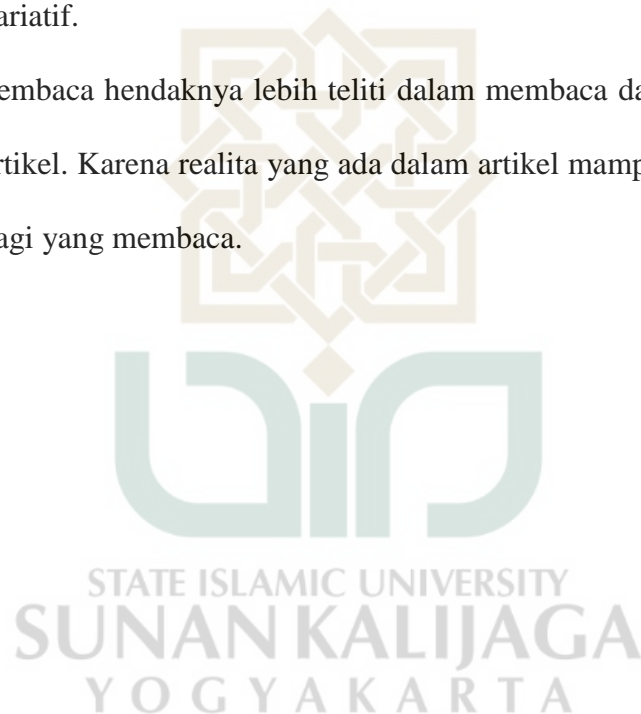 ariatif.
embaca hendaknya lebih teliti dalam membaca da
rtikel. Karena realita yang ada dalam artikel mamp
agi yang membaca.
STATE ISLAMIC UNIVERSITY
SUNAN KALIJAGA
YOGYAKARTA